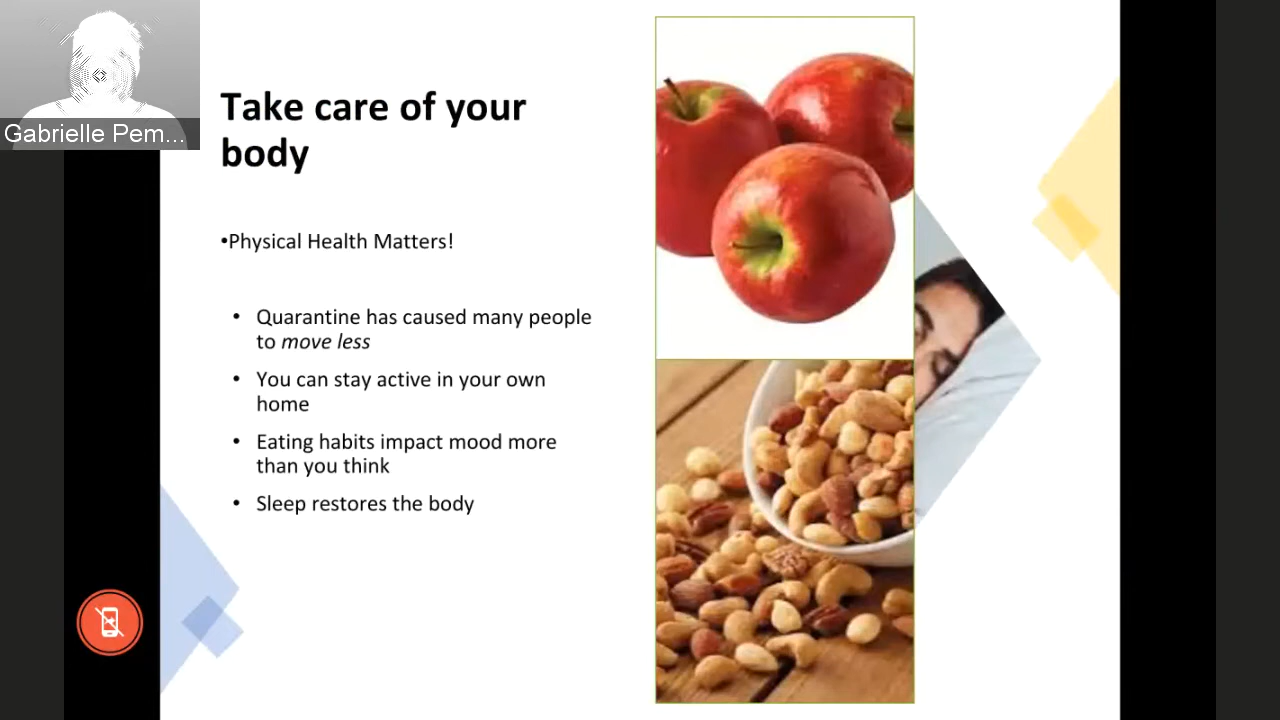 Gabrielle Pem...
Take care of your
body
•Physical Health Matters!
• Quarantine has caused many people
to move less
• You can stay active in your own
home
• Eating habits impact mood more
than you think
• Sleep restores the body